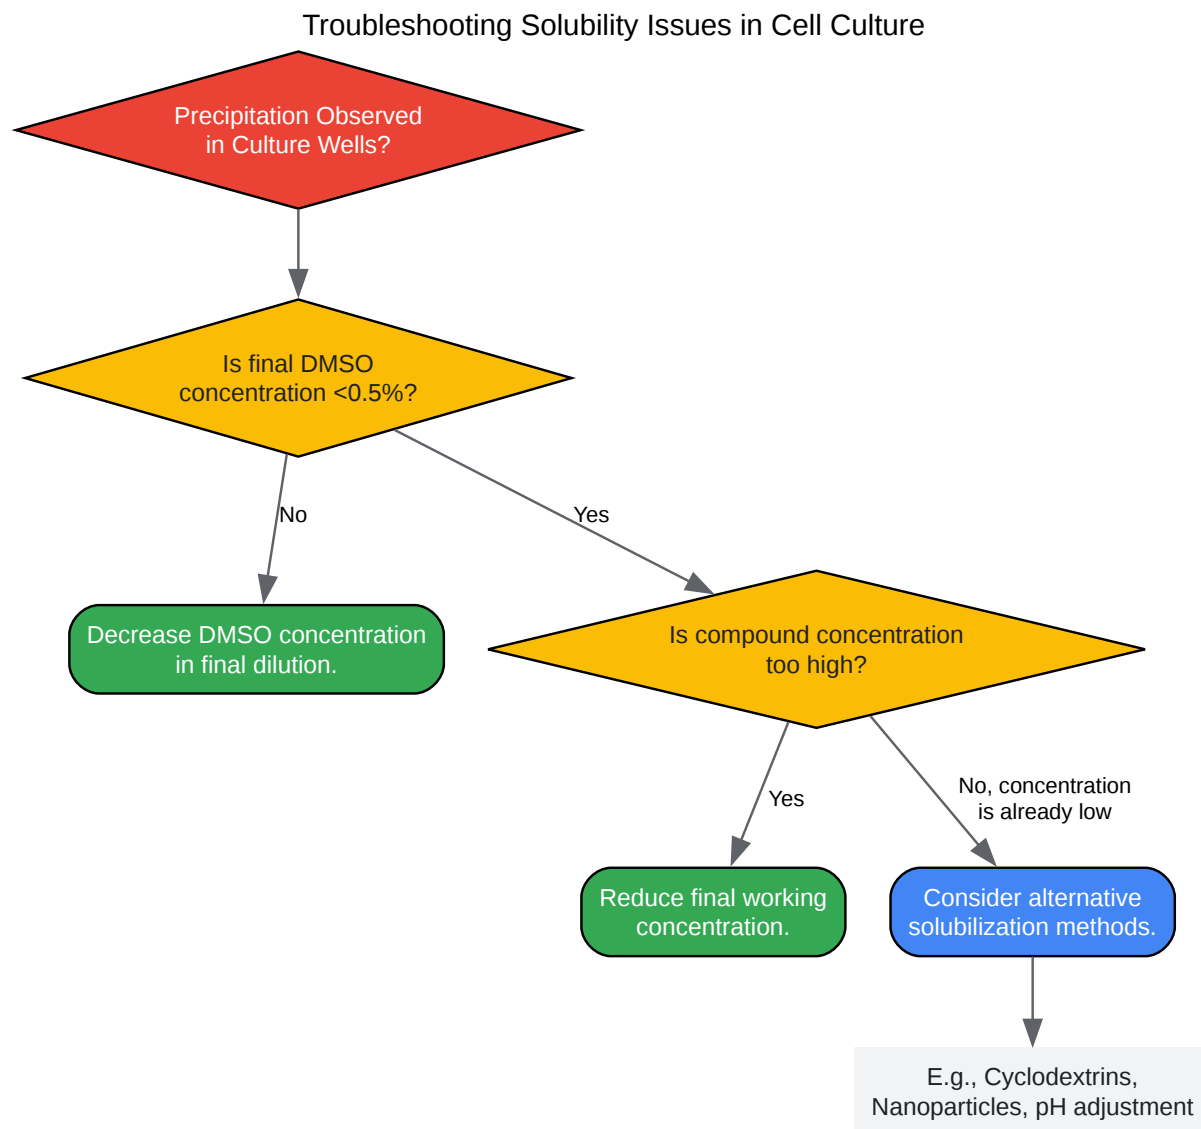 Troubleshooting Solubility Issues in Cell Culture
Precipitation Observed
in Culture Wells?
Is final DMSO
concentration <0.5%?
No
Yes
Decrease DMSO concentration
in final dilution.
Is compound concentration
too high?
Yes
No, concentration
is already low
Reduce final working
concentration.
Consider alternative
solubilization methods.
E.g., Cyclodextrins,
Nanoparticles, pH adjustment